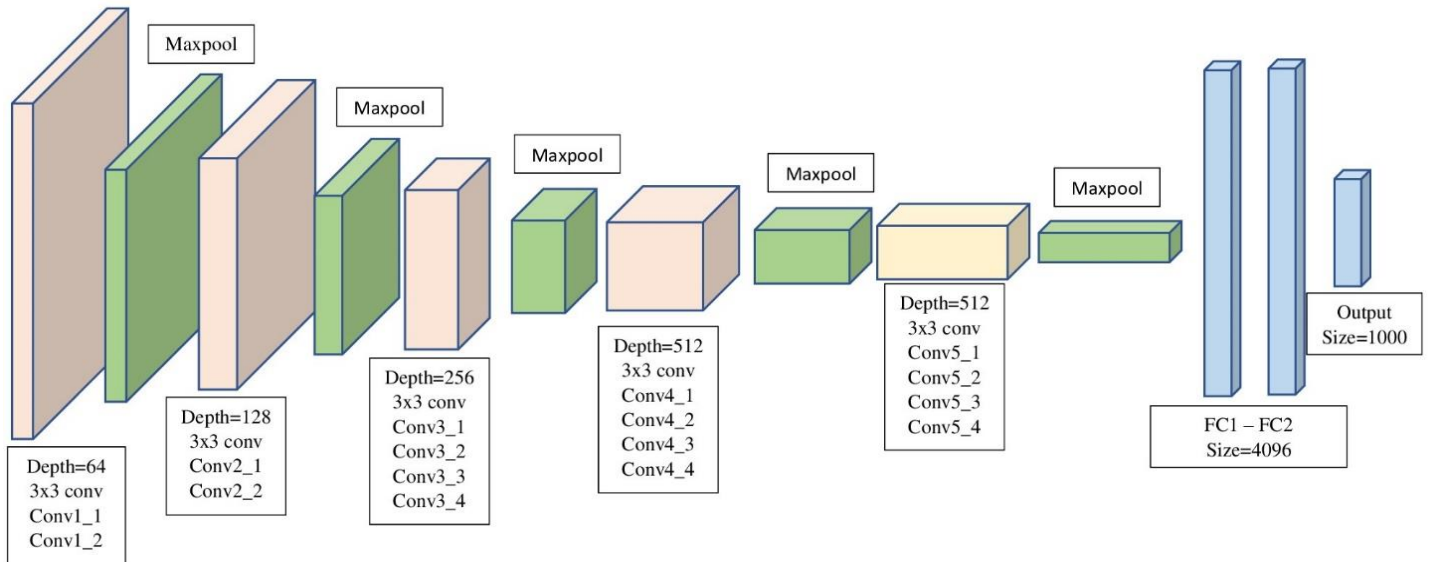 Maxpool
Maxpool
Maxpool
Maxpool
Maxpool
Depth=64
3x3 conv
Conv1_1
Conv1_2
Depth=128
3x3 conv
Conv2_1
Conv2_2
Depth=256
3x3 conv
Conv3_1
Conv3_2
Conv3_3
Conv3_4
Depth=512
3x3 conv
Conv4_1
Conv4_2
Conv4_3
Conv4_4
Depth=512
3x3 conv
Conv5_1
Conv5_2
Conv5_3
Conv5_4
FC1 – FC2
Size=4096
Output
Size=1000